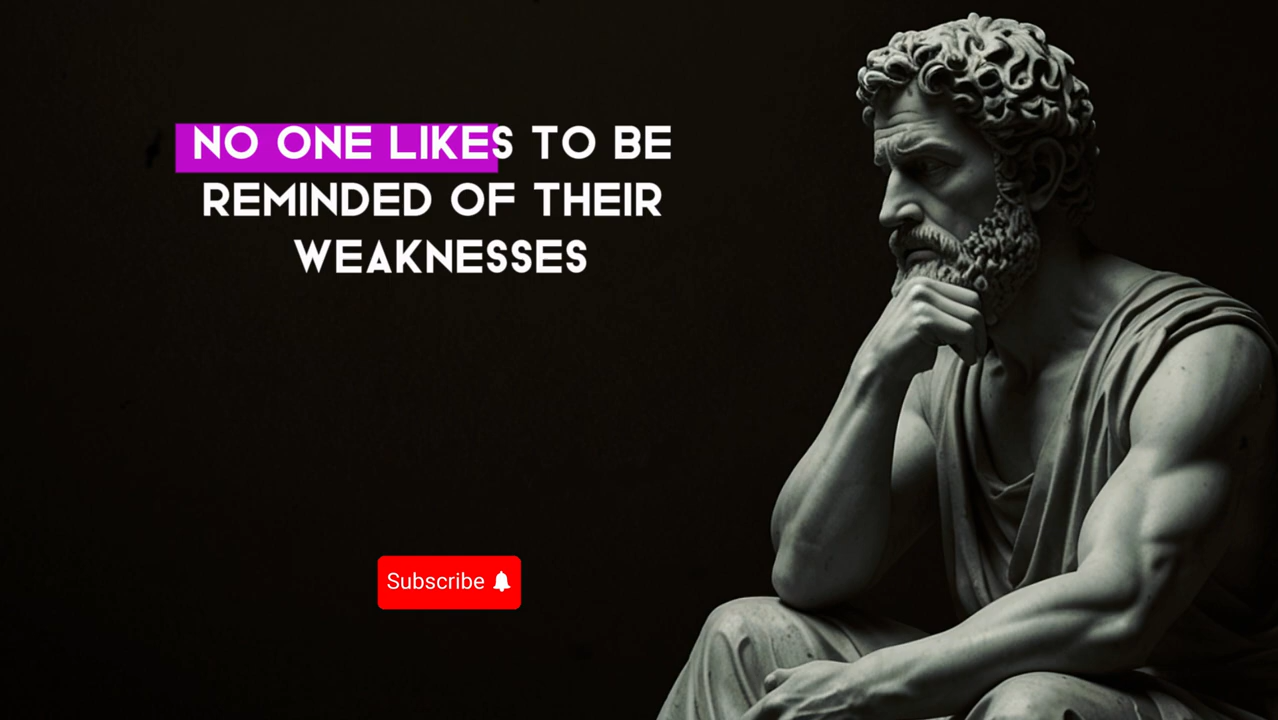 NO ONE LIKES TO BE
REMINDED OF THEIR
WEAKNESSES
Subscribe